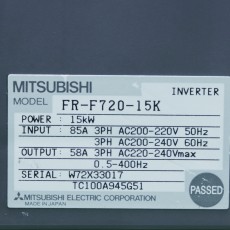 INVERTER
MITSUBISHI
MODEL FR-F720-15K
POWER : 15kW
INPUT : 85A 3PH AC200-220V 50Hz
3PH AC200-240V 60Hz
OUTPUT : 58A 3PH AC220-240Vmax
0.5-400Hz
SERIAL : W72X33017
TC100A945G51
PASSED
MITSUBISHI ELECTRIC CORPORATION
MADE IN JAPAN